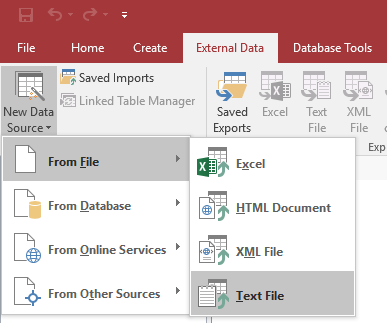 File Home Create External Data Database Tools
New Data
Source
Saved Imports
Linked Table Manager
Saved
Exports
Excel
Text
File
XML
File
Exp
From File
From Database
From Online Services
From Other Sources
Excel
HTML Document
XML File
Text File